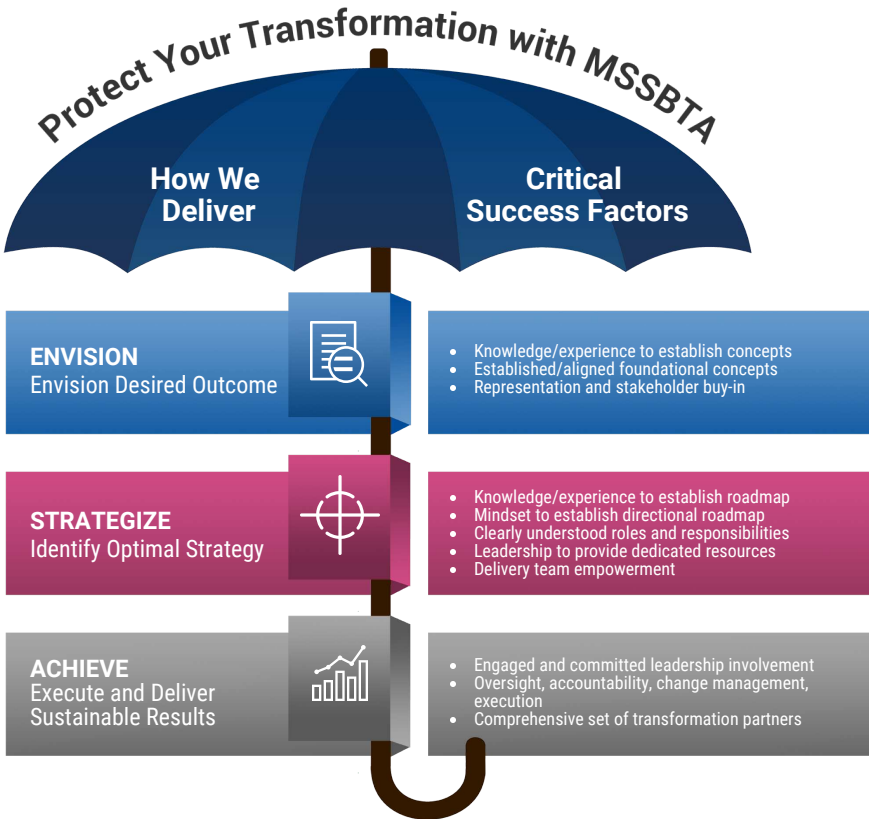 Protect Your Transformation with MSSBTA
How We
Deliver
Critical
Success Factors
ENVISION
Envision Desired Outcome
• Knowledge/experience to establish concepts
• Established/aligned foundational concepts
• Representation and stakeholder buy-in
STRATEGIZE
Identify Optimal Strategy
• Knowledge/experience to establish roadmap
• Mindset to establish directional roadmap
• Clearly understood roles and responsibilities
• Leadership to provide dedicated resources
• Delivery team empowerment
ACHIEVE
Execute and Deliver
Sustainable Results
• Engaged and committed leadership involvement
• Oversight, accountability, change management,
execution
• Comprehensive set of transformation partners